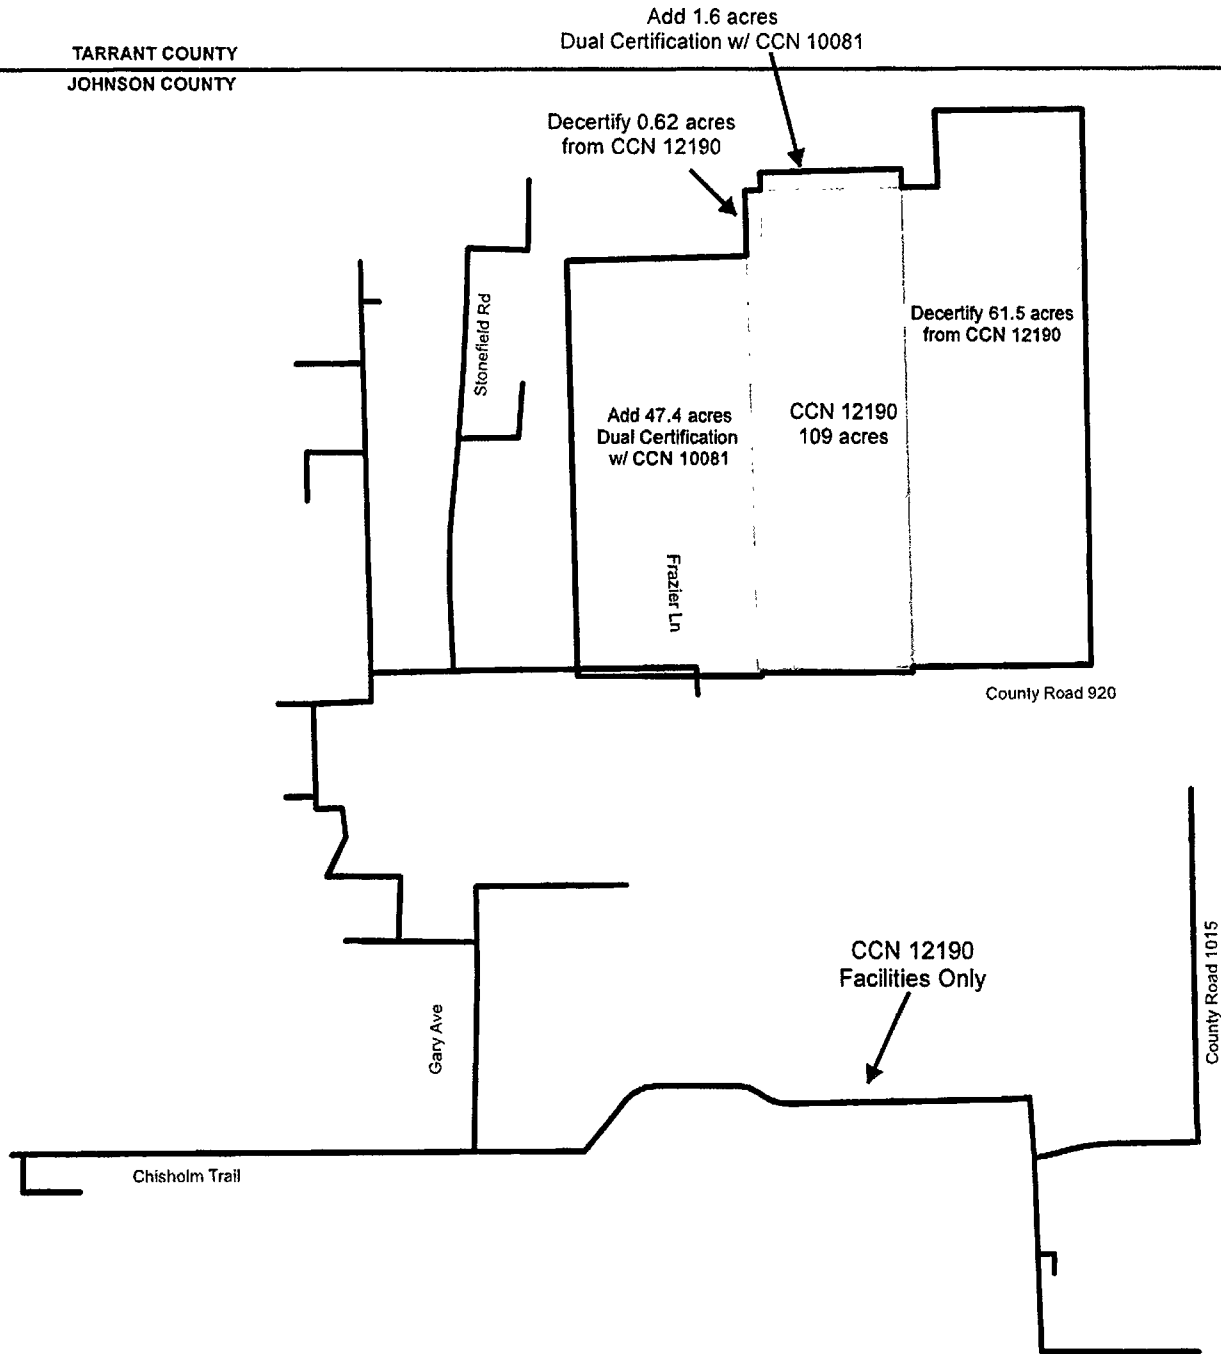 Add 1.6 acres
Dual Certification w/ CCN 10081
TARRANT COUNTY
JOHNSON COUNTY
Decertify 0.62 acres
from CCN 12190
Stonefield Rd
Decertify 61.5 acres
from CCN 12190
Add 47.4 acres
Dual Certification
w/ CCN 10081
CCN 12190
109 acres
Frazier Ln
County Road 920
CCN 12190
Facilities Only
County Road 1015
Gary Ave
Chisholm Trail